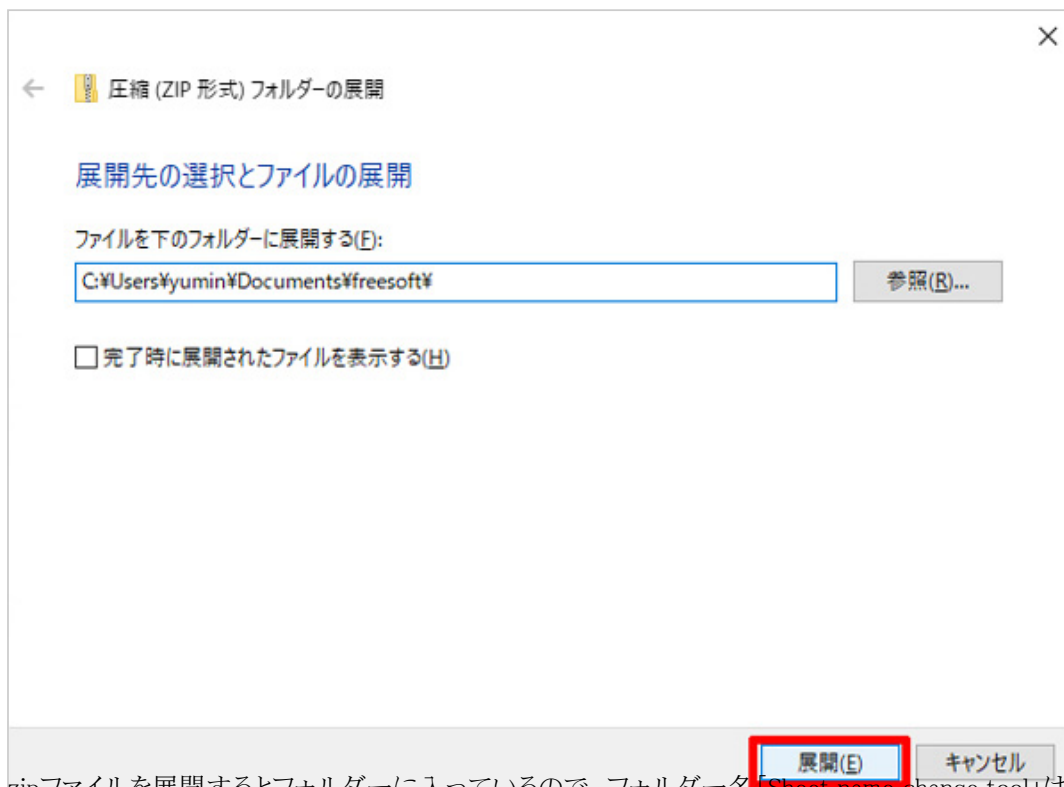 圧縮 (ZIP 形式) フォルダーの展開
展開先の選択とファイルの展開
ファイルを下のフォルダーに展開する(F):
C:¥Users¥yumin¥Documents¥freesoft¥
参照(R)...
完了時に展開されたファイルを表示する(H)
展開(E)
キャンセル
zipファイルを展開するとフォルダーに入っているので、フォルダー名「Sheet name change tool」は